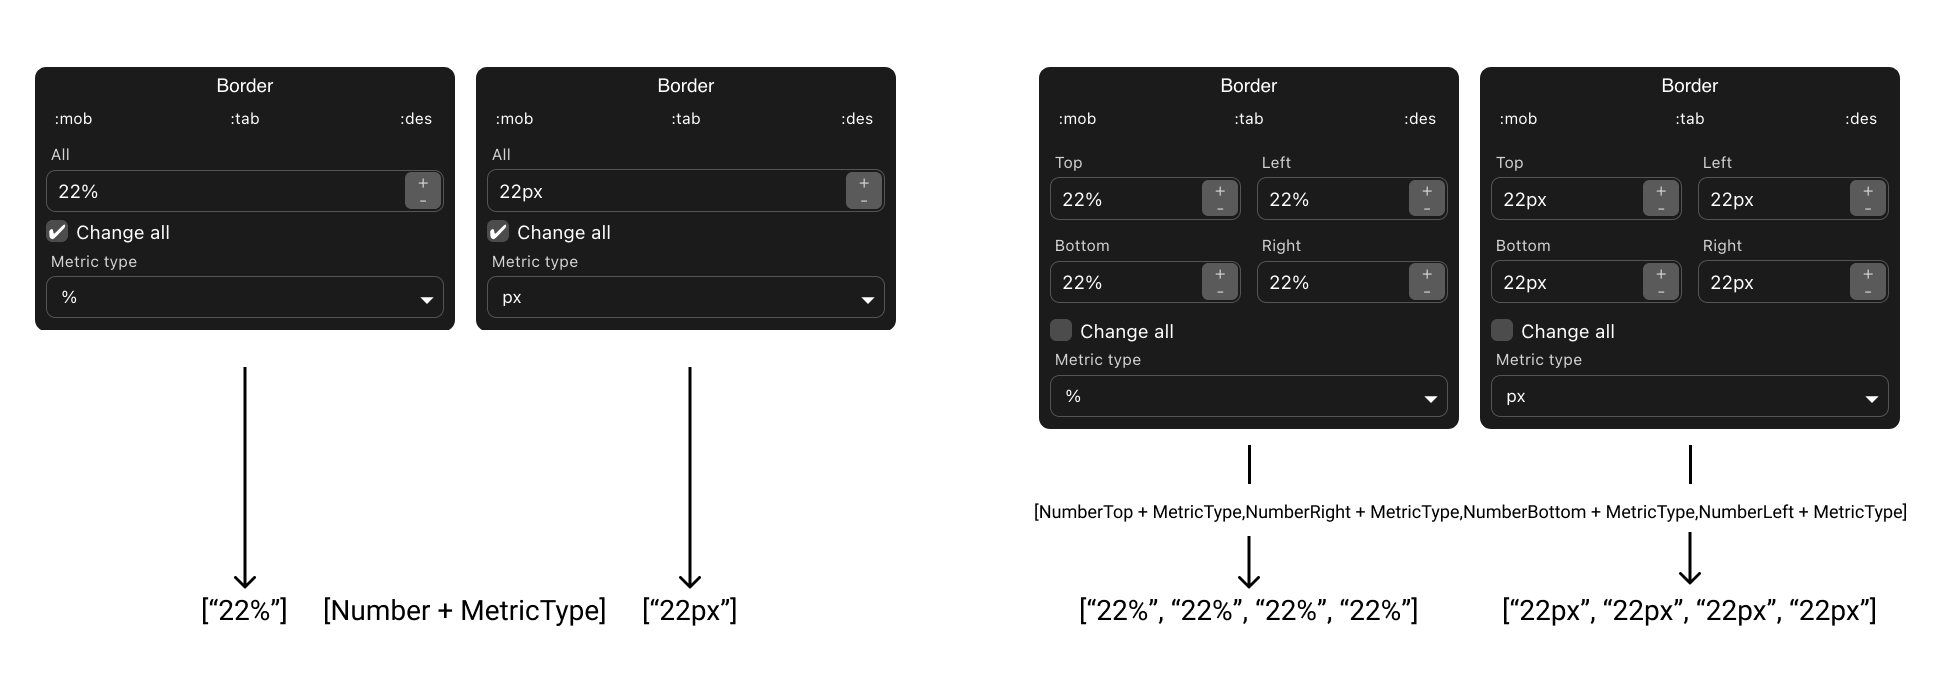 Border
:mob :tab :des
All
22% + -
Change all
Metric type
%
Border
:mob :tab :des
All
22px + -
Change all
Metric type
px
["22%"] [Number + MetricType] ["22px"]
Border
:mob :tab :des
Top Left
22% + - 22% + -
Bottom Right
22% + - 22% + -
Change all
Metric type
%
Border
:mob :tab :des
Top Left
22px + - 22px + -
Bottom Right
22px + - 22px + -
Change all
Metric type
px
[NumberTop + MetricType,NumberRight + MetricType,NumberBottom + MetricType,NumberLeft + MetricType]
[“22%”, “22%”, “22%”, “22%”] [“22px”, “22px”, “22px”, “22px”]